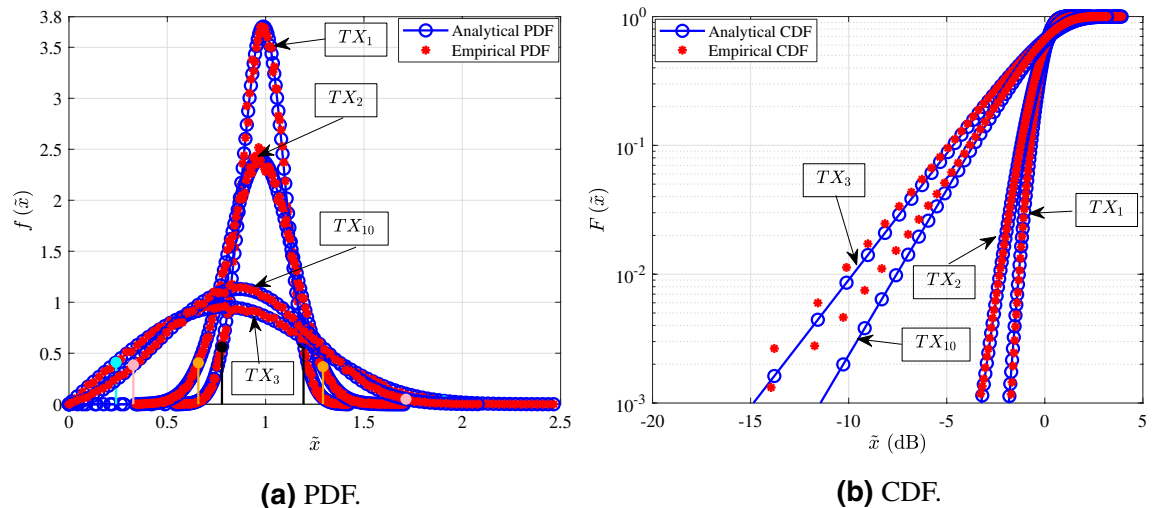 3.8
3.5
3
2.5
2
1.5
1
0.5
0
f (x̃)
0
0.5
1
1.5
2
2.5
x̃
Analytical PDF
Empirical PDF
TX₁
TX₂
TX₁₀
TX₃
(a) PDF.
10⁰
10⁻¹
10⁻²
10⁻³
F (x̃)
-20
-15
-10
-5
0
5
x̃ (dB)
Analytical CDF
Empirical CDF
TX₃
TX₁
TX₂
TX₁₀
(b) CDF.